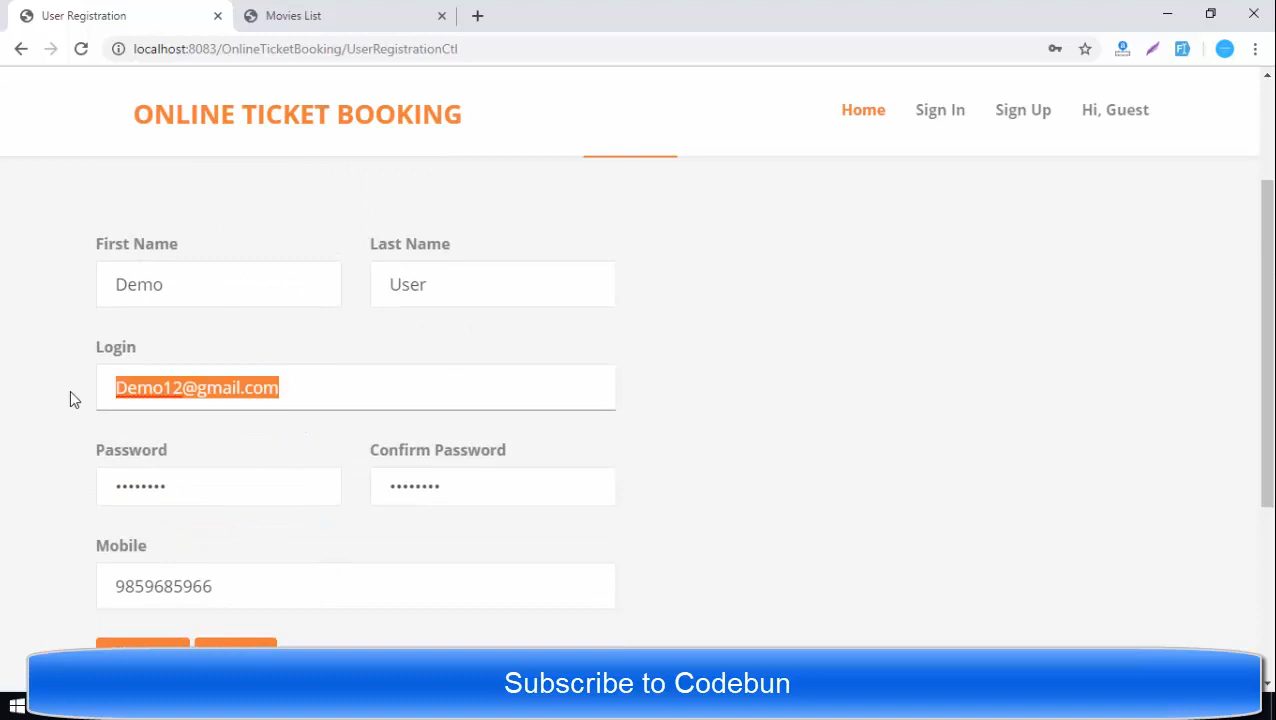 User Registration
Movies List
localhost:8083/OnlineTicketBooking/UserRegistrationCtl
ONLINE TICKET BOOKING
Home
Sign In
Sign Up
Hi, Guest
First Name
Last Name
Demo
User
Login
Demo12@gmail.com
Password
Confirm Password
••••••••
••••••••
Mobile
9859685966
Subscribe to Codebun